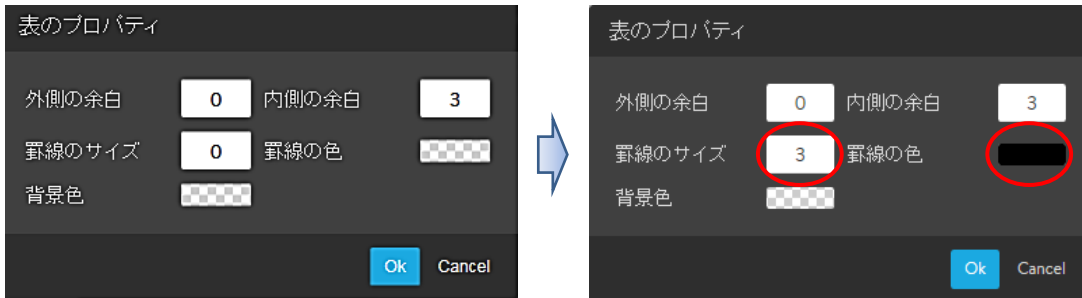 表のプロパティ
外側の余白 0 内側の余白 3
罫線のサイズ 0 罫線の色
背景色
Ok Cancel
表のプロパティ
外側の余白 0 内側の余白 3
罫線のサイズ 3 罫線の色
背景色
Ok Cancel